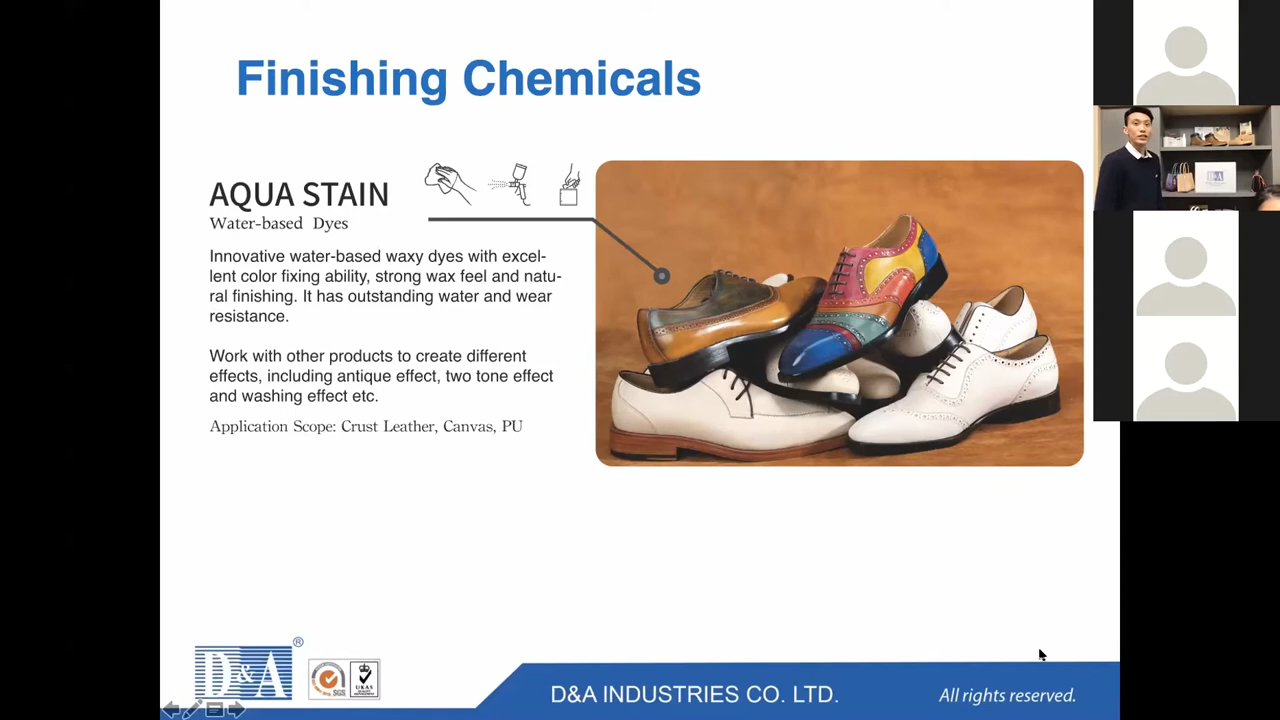 Finishing Chemicals
AQUA STAIN
Water-based Dyes
Innovative water-based waxy dyes with excel-
lent color fixing ability, strong wax feel and natu-
ral finishing. It has outstanding water and wear
resistance.
Work with other products to create different
effects, including antique effect, two tone effect
and washing effect etc.
Application Scope: Crust Leather, Canvas, PU
D&A
®
SGS
UKAS
D&A INDUSTRIES CO. LTD.
All rights reserved.
D&A